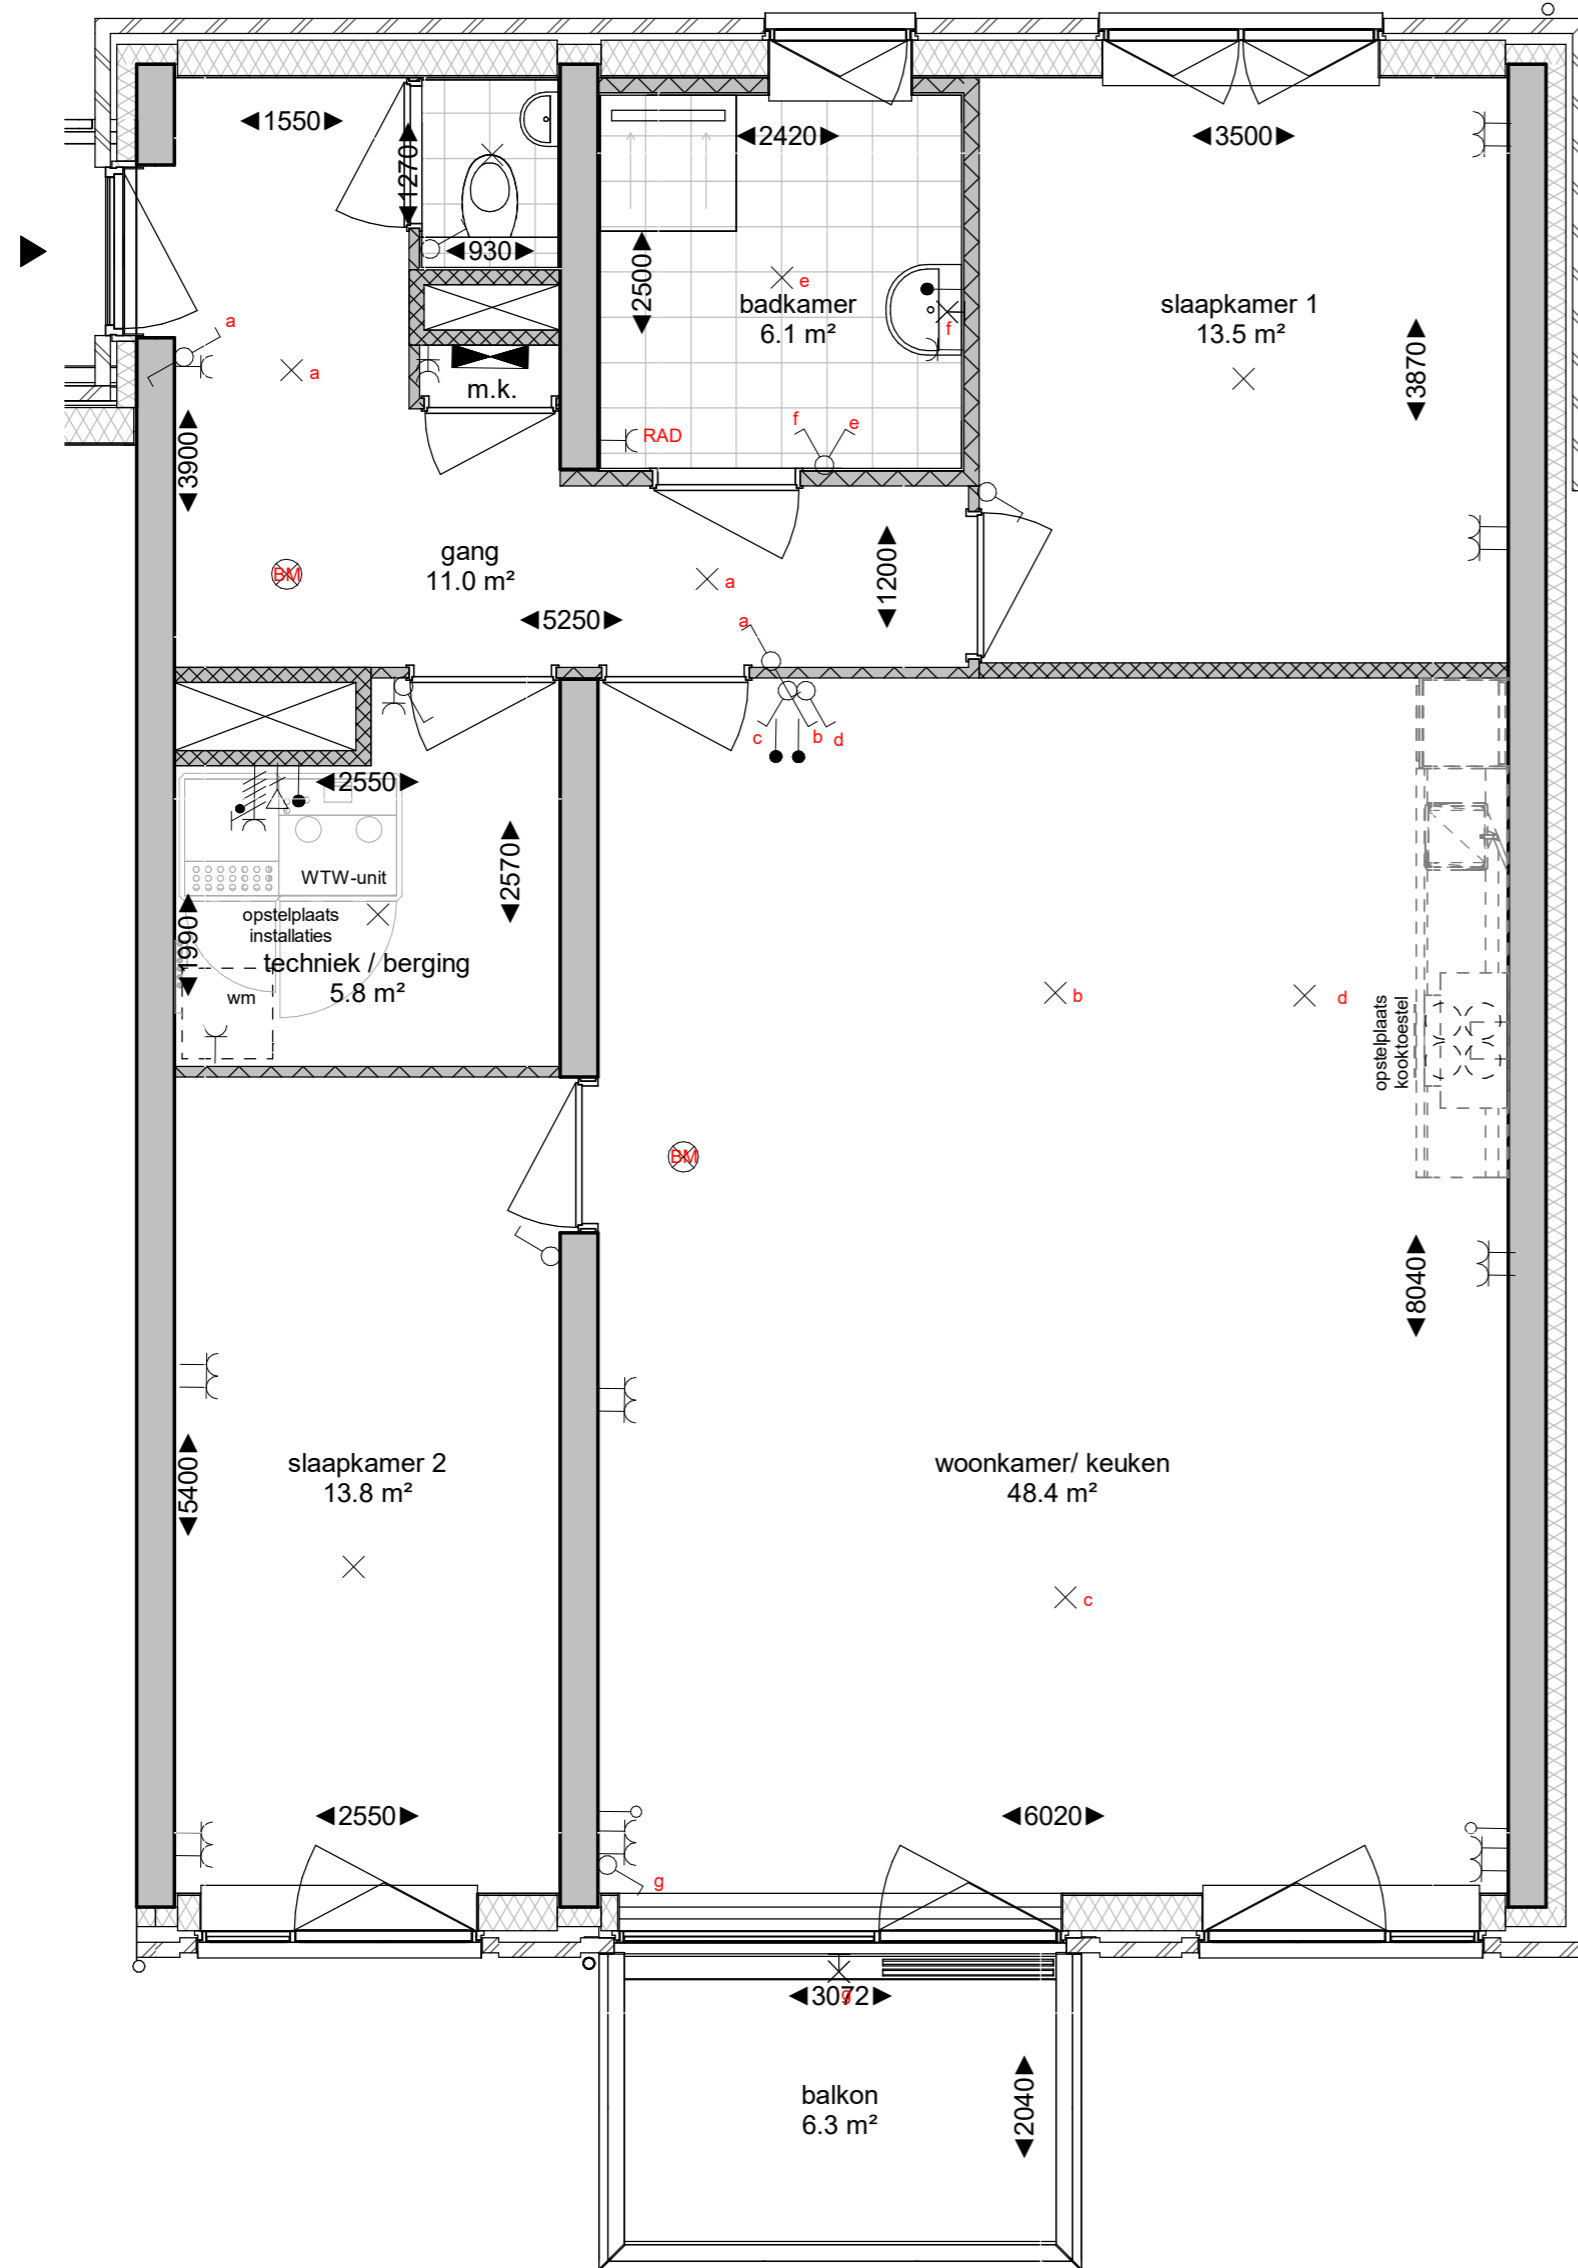 1550
1270
930
2420
2500
3500
badkamer
6.1 m²
e
f
slaapkamer 1
13.5 m²
3870
a
a
m.k.
RAD
f
e
3900
gang
11.0 m²
BM
a
1200
5250
a
c
b
d
2550
2570
WTW-unit
opstelplaats
installaties
1990
techniek / berging
5.8 m²
wm
b
d
opstelplaats
kooktoestel
BM
8040
slaapkamer 2
13.8 m²
5400
woonkamer/ keuken
48.4 m²
c
2550
6020
g
3072
g
balkon
6.3 m²
2040